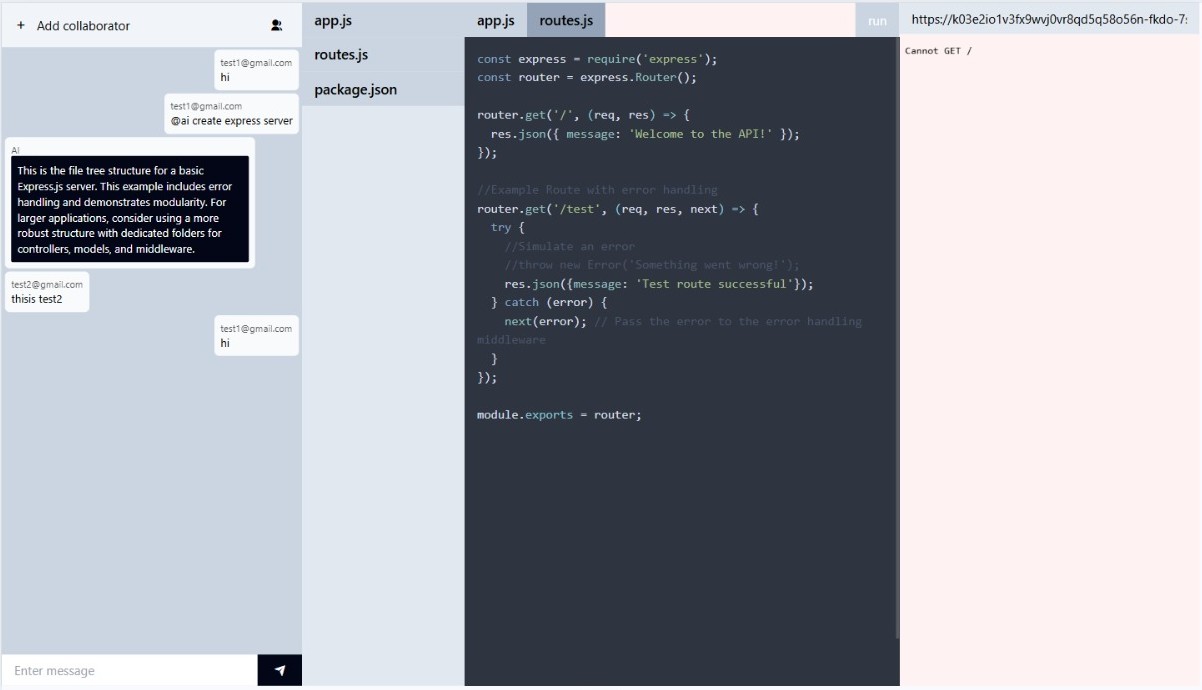 + Add collaborator
test1@gmail.com
hi
test1@gmail.com
@ai create express server
AI
This is the file tree structure for a basic
Express.js server. This example includes error
handling and demonstrates modularity. For
larger applications, consider using a more
robust structure with dedicated folders for
controllers, models, and middleware.
test2@gmail.com
thisis test2
test1@gmail.com
hi
Enter message
app.js
routes.js
package.json
app.js routes.js run
const express = require('express');
const router = express.Router();
router.get('/', (req, res) => {
  res.json({ message: 'Welcome to the API!' });
});
//Example Route with error handling
router.get('/test', (req, res, next) => {
  try {
    //Simulate an error
    //throw new Error('Something went wrong!');
    res.json({message: 'Test route successful'});
  } catch (error) {
    next(error); // Pass the error to the error handling
middleware
  }
});
module.exports = router;
https://k03e2io1v3fx9wvj0vr8qd5q58o56n-fkdo-7
Cannot GET /